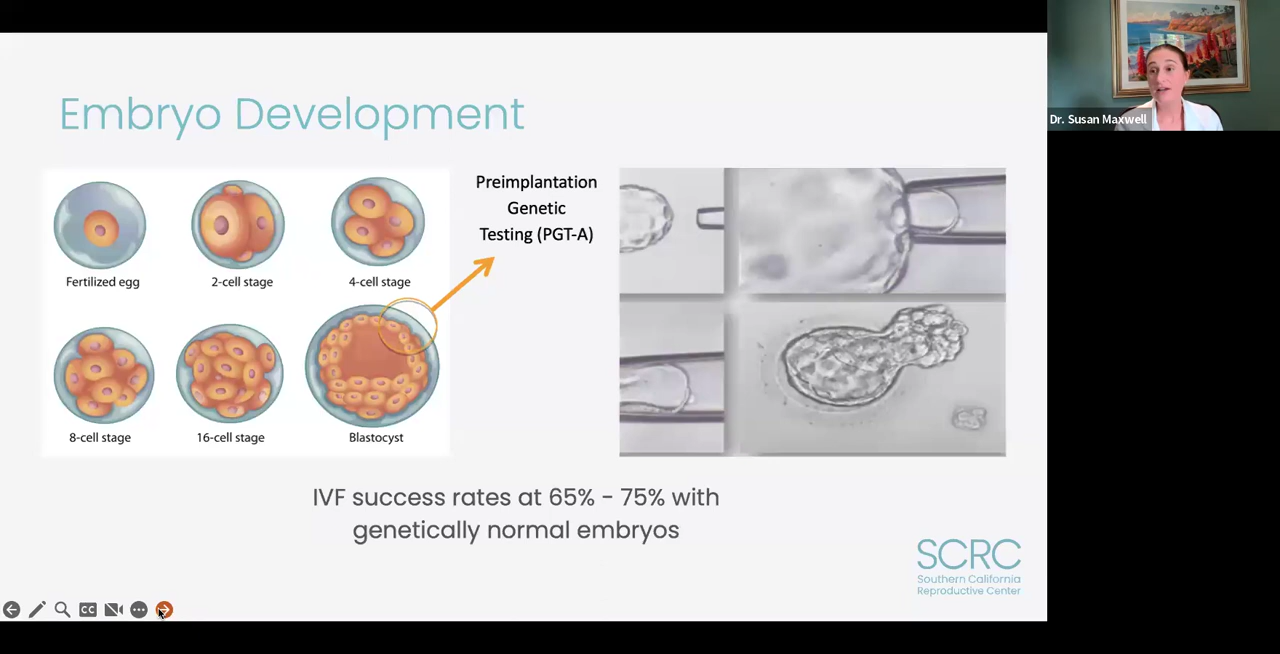 Embryo Development
Fertilized egg
2-cell stage
4-cell stage
8-cell stage
16-cell stage
Blastocyst
Preimplantation
Genetic
Testing (PGT-A)
IVF success rates at 65% - 75% with
genetically normal embryos
SCRC
Southern California
Reproductive Center
CC
Dr. Susan Maxwell